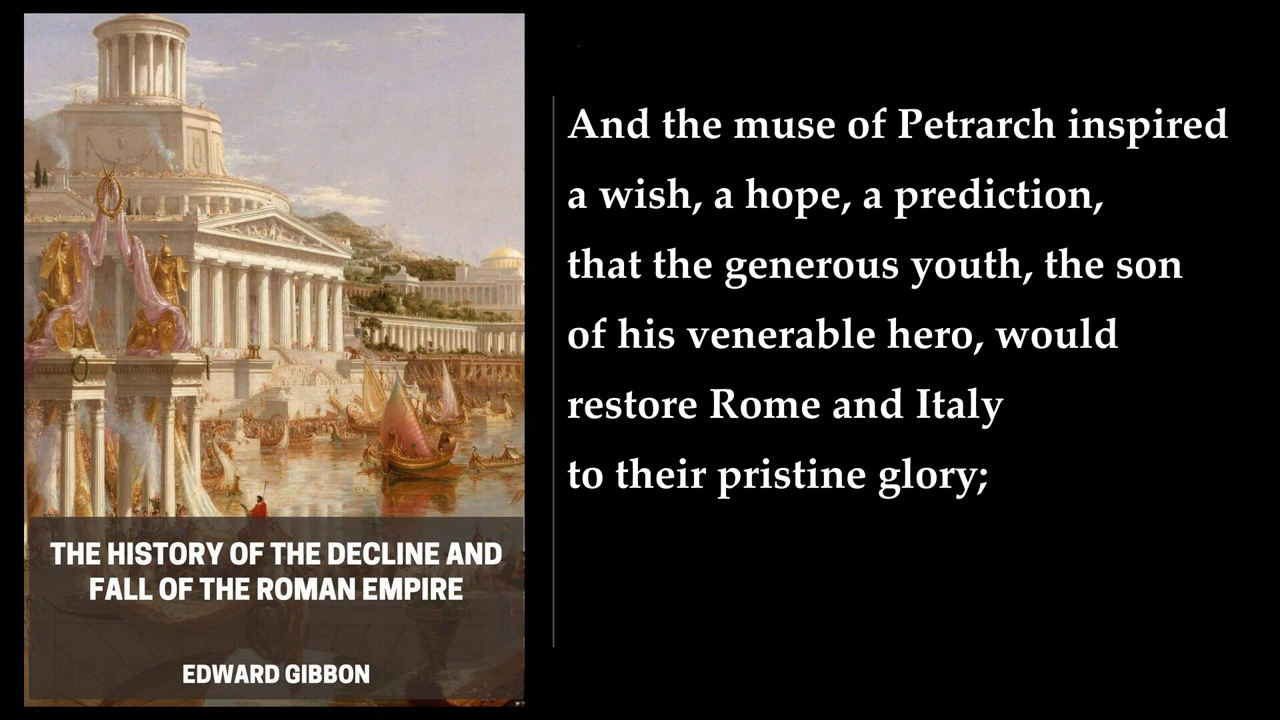 THE HISTORY OF THE DECLINE AND
FALL OF THE ROMAN EMPIRE
EDWARD GIBBON
And the muse of Petrarch inspired
a wish, a hope, a prediction,
that the generous youth, the son
of his venerable hero, would
restore Rome and Italy
to their pristine glory;